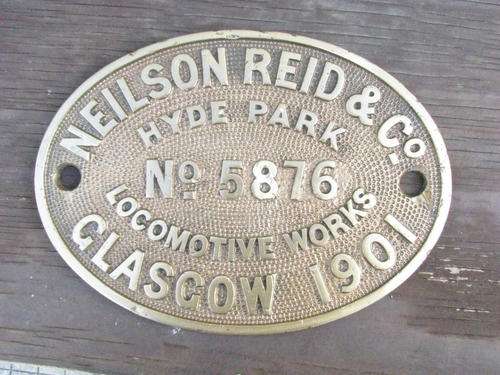 NEILSON REID & Co.
HYDE PARK
No 5876
LOCOMOTIVE WORKS
GLASGOW 1901